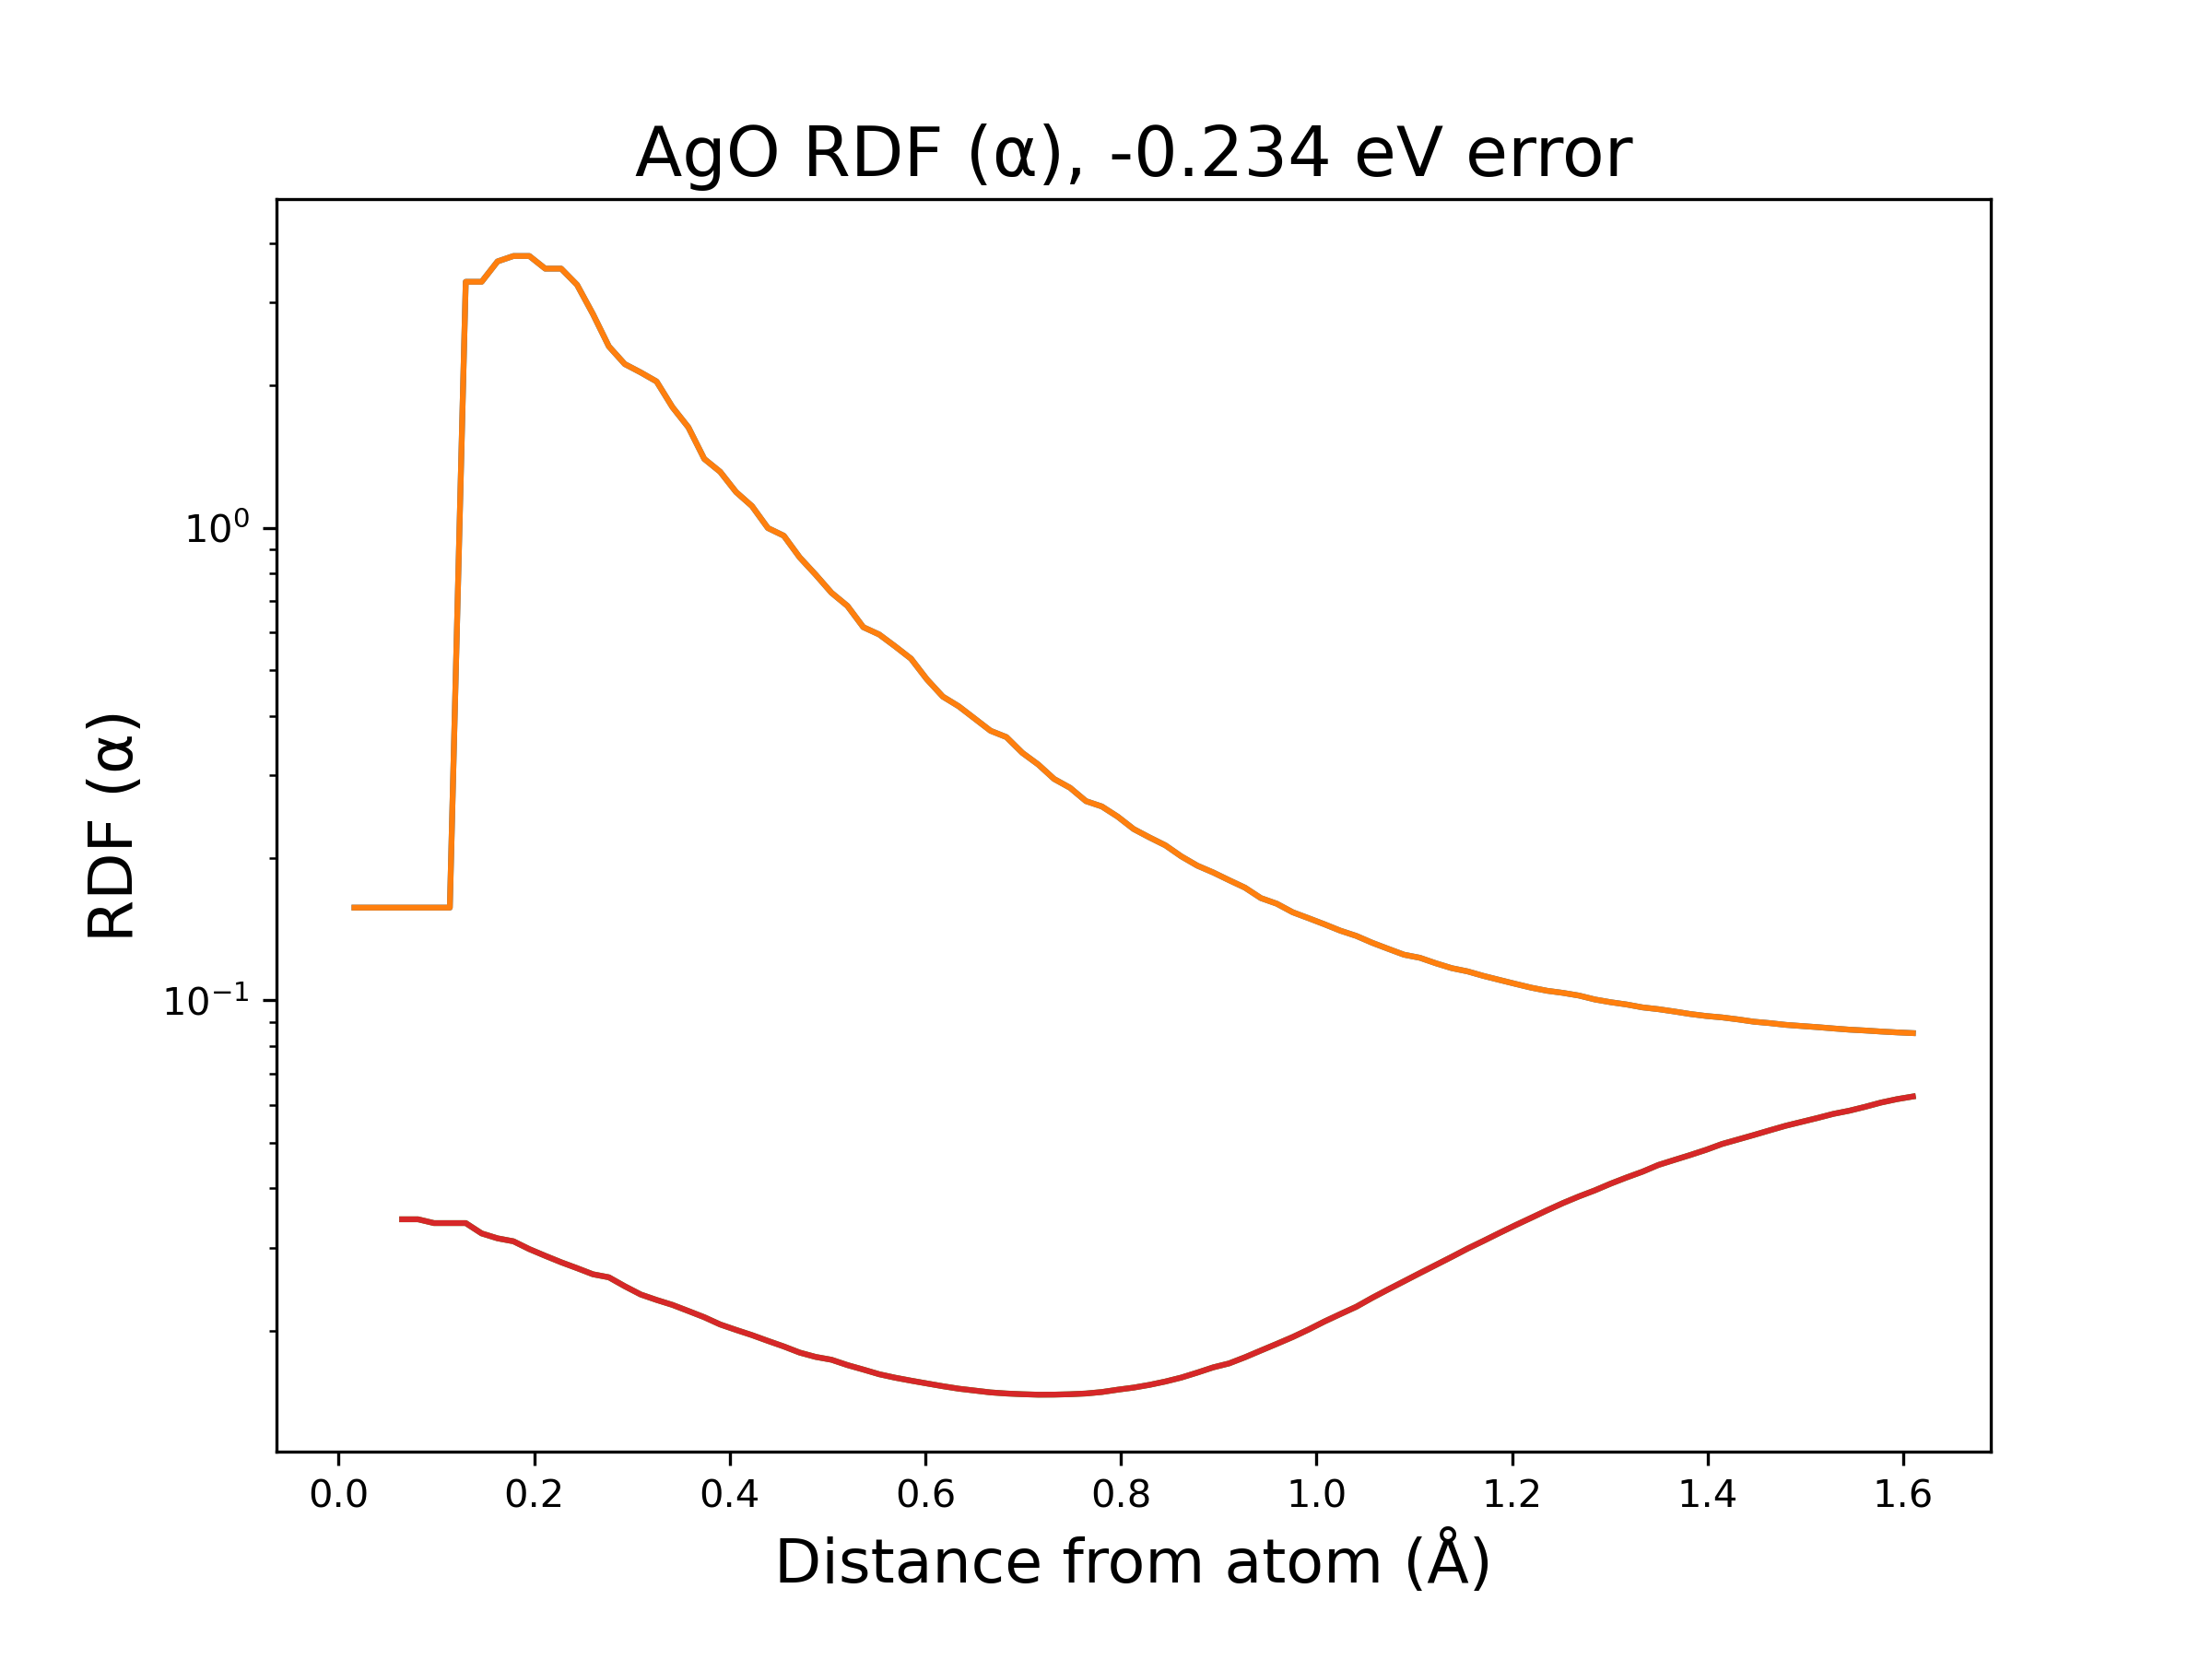 AgO RDF (α), -0.234 eV error
RDF (α)
10⁰
10⁻¹
0.0 0.2 0.4 0.6 0.8 1.0 1.2 1.4 1.6
Distance from atom (Å)